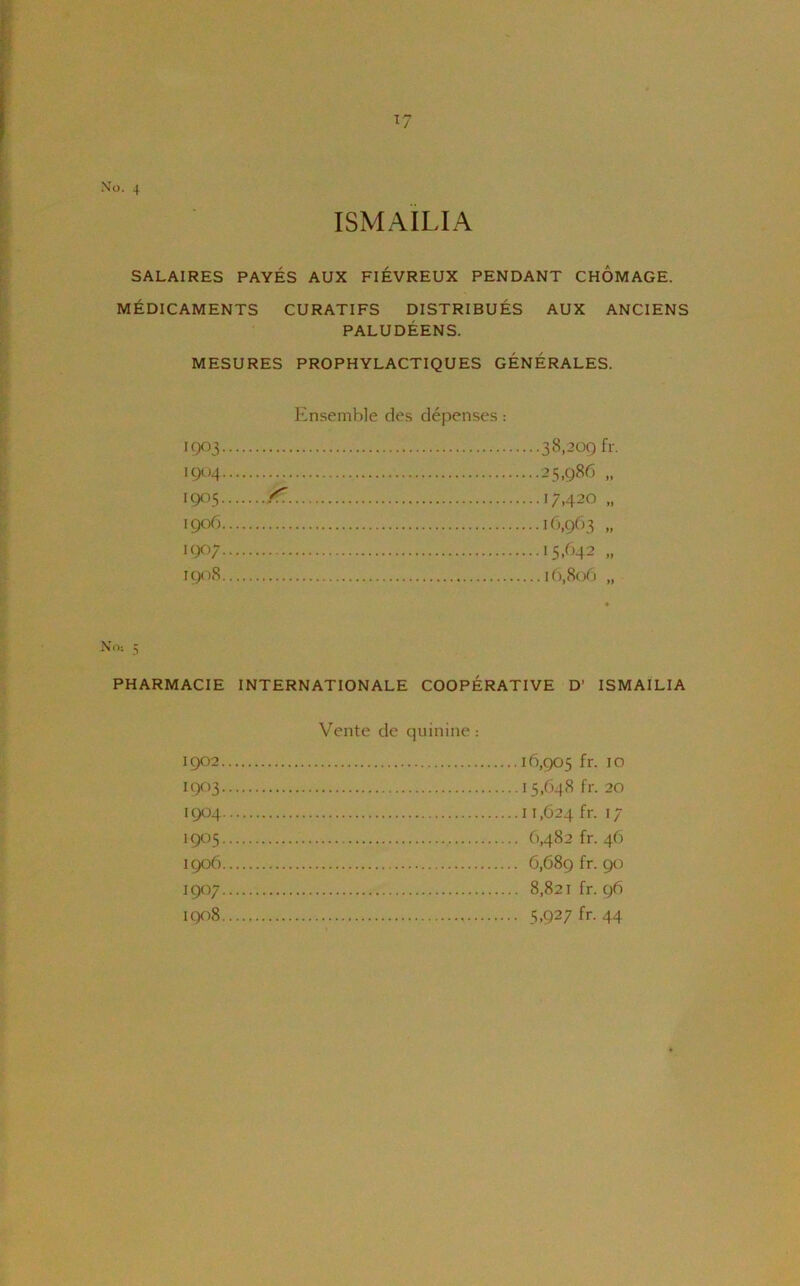 17
No. 4
ISMAÏLIA
SALAIRES PAYÉS AUX FIÉVREUX PENDANT CHÔMAGE.
MÉDICAMENTS CURATIFS DISTRIBUÉS AUX ANCIENS
PALUDÉENS.
MESURES PROPHYLACTIQUES GÉNÉRALES.
Ensemble des dépenses :
1903.......................38,209 fr.
1904.......................25,986 „
1905.......................17,420 „
1906.......................16,963 „
1907.......................15,642 „
1908.......................16,806 „
No: 5
PHARMACIE INTERNATIONALE COOPÉRATIVE D' ISMAÏLIA
Vente de quinine :
1902.......................16,905 fr. 10
1903.......................15,648 fr. 20
1904.......................11,624 fr. 17
1905....................... 6,482 fr. 46
1906....................... 6,689 fr. 90
1907....................... 8,821 fr. 96
1908....................... 5,927 fr. 44